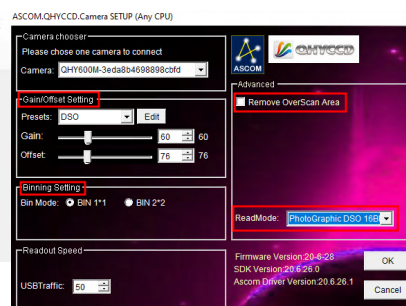 ASCOM.QHYCCD.Camera SETUP (Any CPU)
Camera chooser
Please chose one camera to connect
Camera: QHY600M-3eda8b4698898cbfd
ASCOM
QHYCCD
Gain/Offset Setting
Presets: DSO Edit
Gain: 60 60
Offset: 76 76
Advanced
Remove OverScan Area
Binning Setting
Bin Mode: BIN 1*1 BIN 2*2
ReadMode: PhotoGraphic DSO 16B
Readout Speed
USBTraffic: 50
Firmware Version:20-6-28
SDK Version:20.6.26.0
Ascom Driver Version:20.6.26.1
OK
Cancel